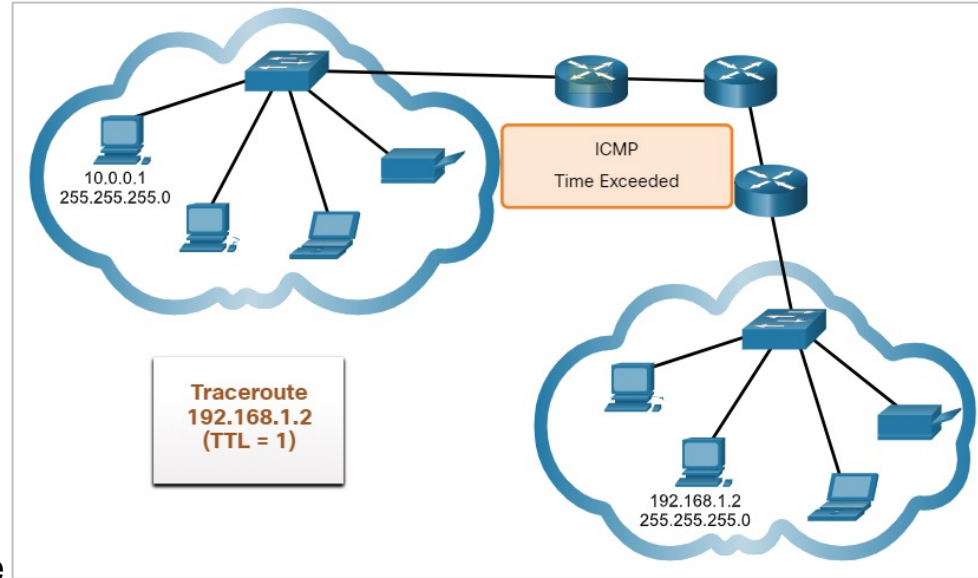 10.0.0.1
255.255.255.0
ICMP
Time Exceeded
Traceroute
192.168.1.2
(TTL = 1)
192.168.1.2
255.255.255.0
e